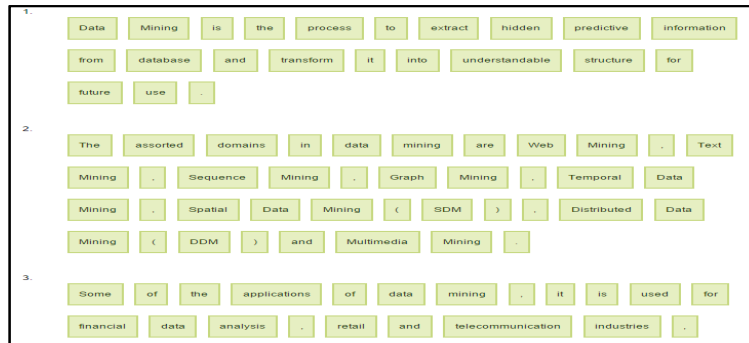 1.
Data Mining is the process to extract hidden predictive information
from database and transform it into understandable structure for
future use .
2.
The assorted domains in data mining are Web Mining , Text
Mining , Sequence Mining , Graph Mining , Temporal Data
Mining , Spatial Data Mining ( SDM ) , Distributed Data
Mining ( DDM ) and Multimedia Mining .
3.
Some of the applications of data mining , it is used for
financial data analysis , retail and telecommunication industries ,